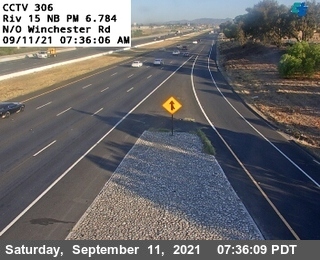 CCTV 306
Riv 15 NB PM 6.784
N/O Winchester Rd
09/11/21 07:36:06 AM
Saturday, September 11, 2021 07:36:09 PDT